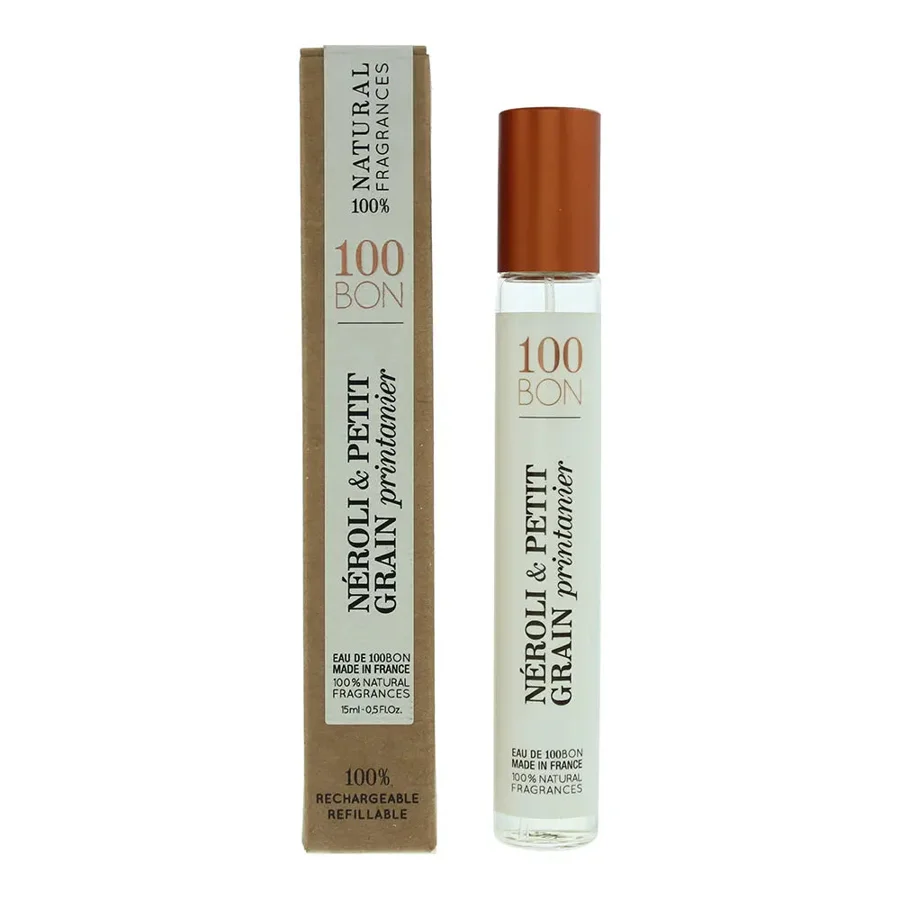 100% NATURAL
FRAGRANCES
100
BON
NÉROLI & PETIT
GRAIN printanier
EAU DE 100BON
MADE IN FRANCE
100% NATURAL
FRAGRANCES
15ml - 0,5 Fl.Oz.
100%
RECHARGEABLE
REFILLABLE
100
BON
NÉROLI & PETIT
GRAIN printanier
EAU DE 100BON
MADE IN FRANCE
100% NATURAL
FRAGRANCES